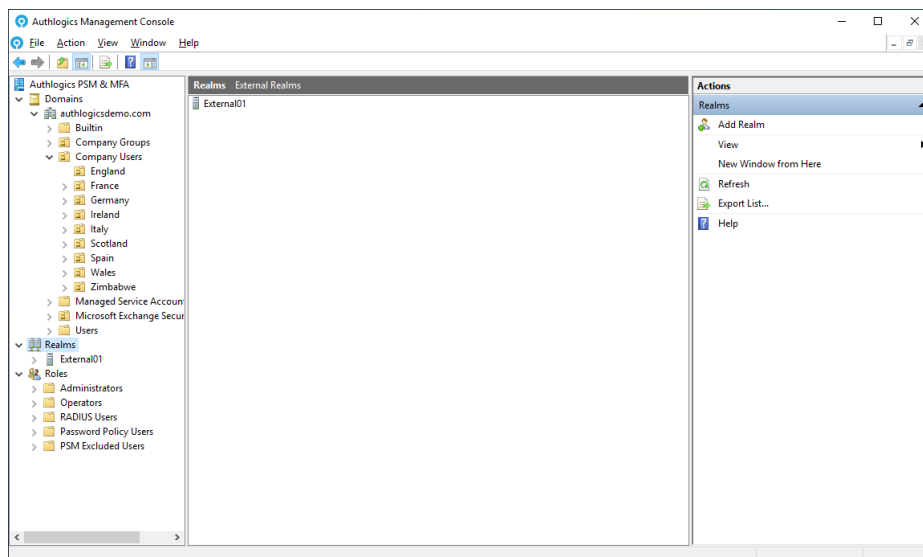 Authlogics Management Console
File Action View Window Help
Authlogics PSM & MFA
Domains
authlogicsdemo.com
Builtin
Company Groups
Company Users
England
France
Germany
Ireland
Italy
Scotland
Spain
Wales
Zimbabwe
Managed Service Accoun
Microsoft Exchange Secur
Users
Realms
External01
Roles
Administrators
Operators
RADIUS Users
Password Policy Users
PSM Excluded Users
Realms External Realms
External01
Actions
Realms
Add Realm
View
New Window from Here
Refresh
Export List...
Help